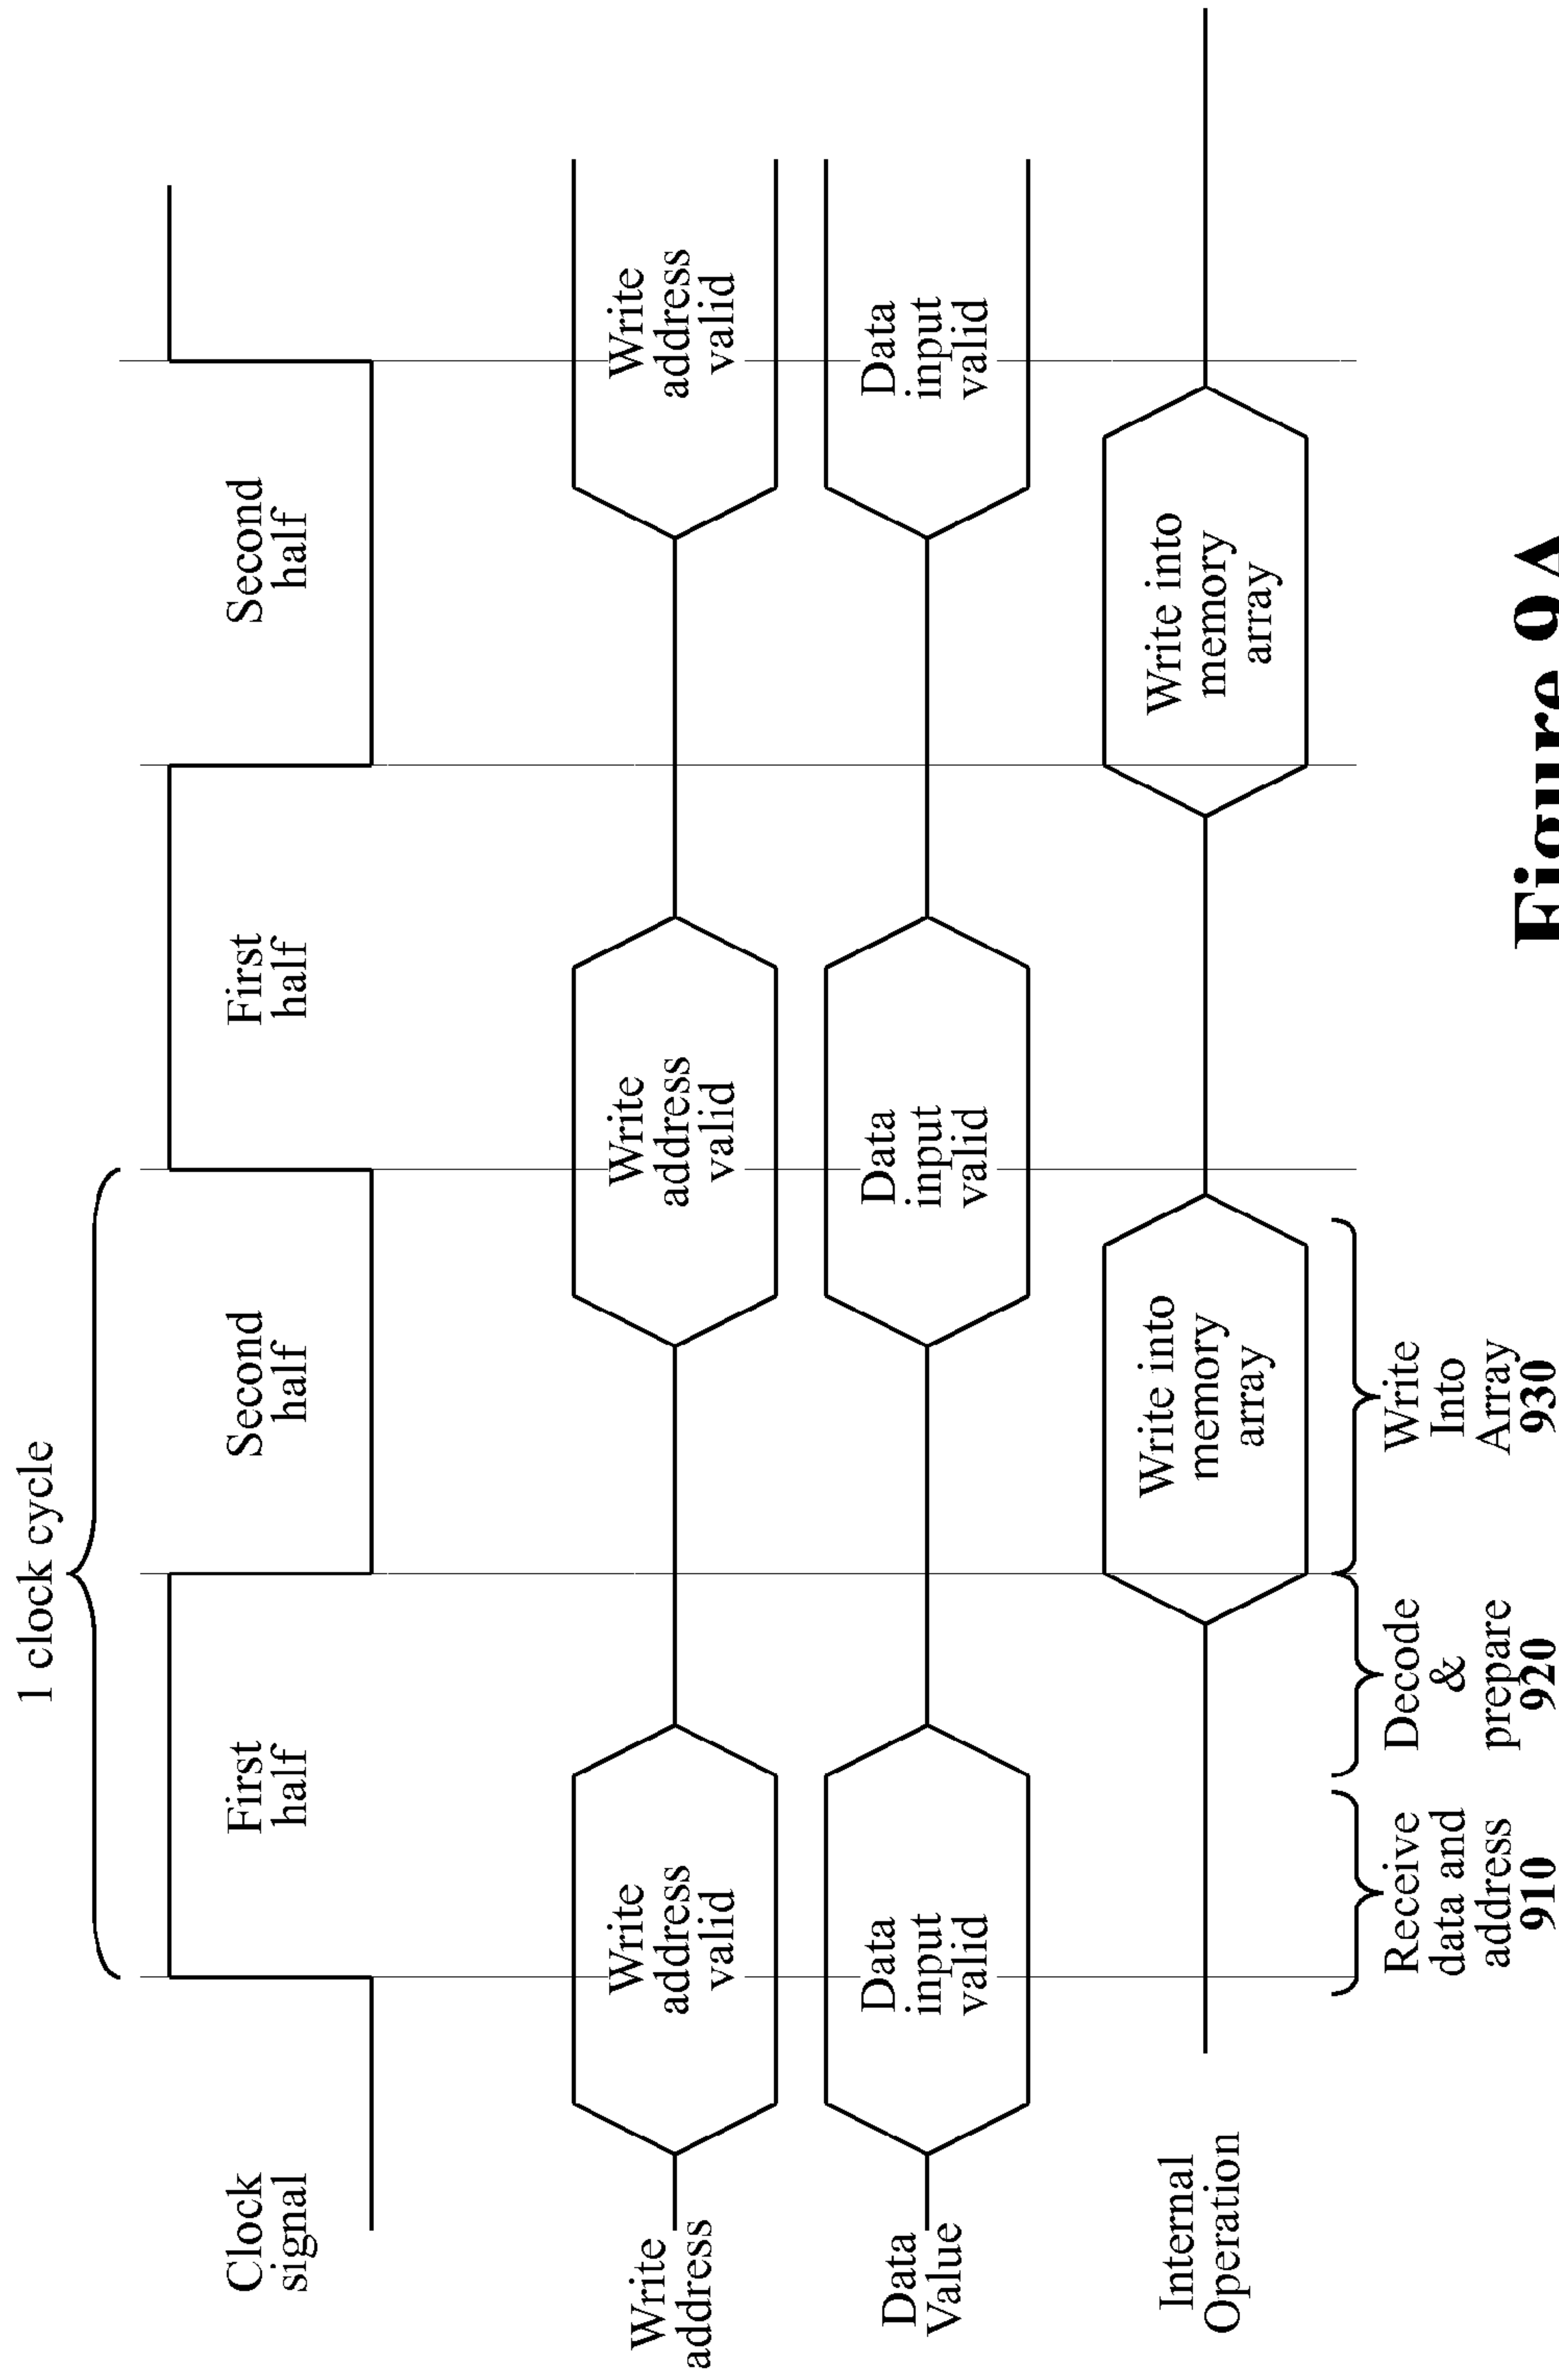 1 clock cycle
Clock
signal
First
half
Second
half
First
half
Second
half
Write
address
Write
address
valid
Write
address
valid
Write
address
valid
Data
Value
Data
input
valid
Data
input
valid
Data
input
valid
Internal
Operation
Write into
memory
array
Write into
memory
array
Receive
data and
address
910
Decode
&
prepare
920
Write
Into
Array
930
Figure 9A